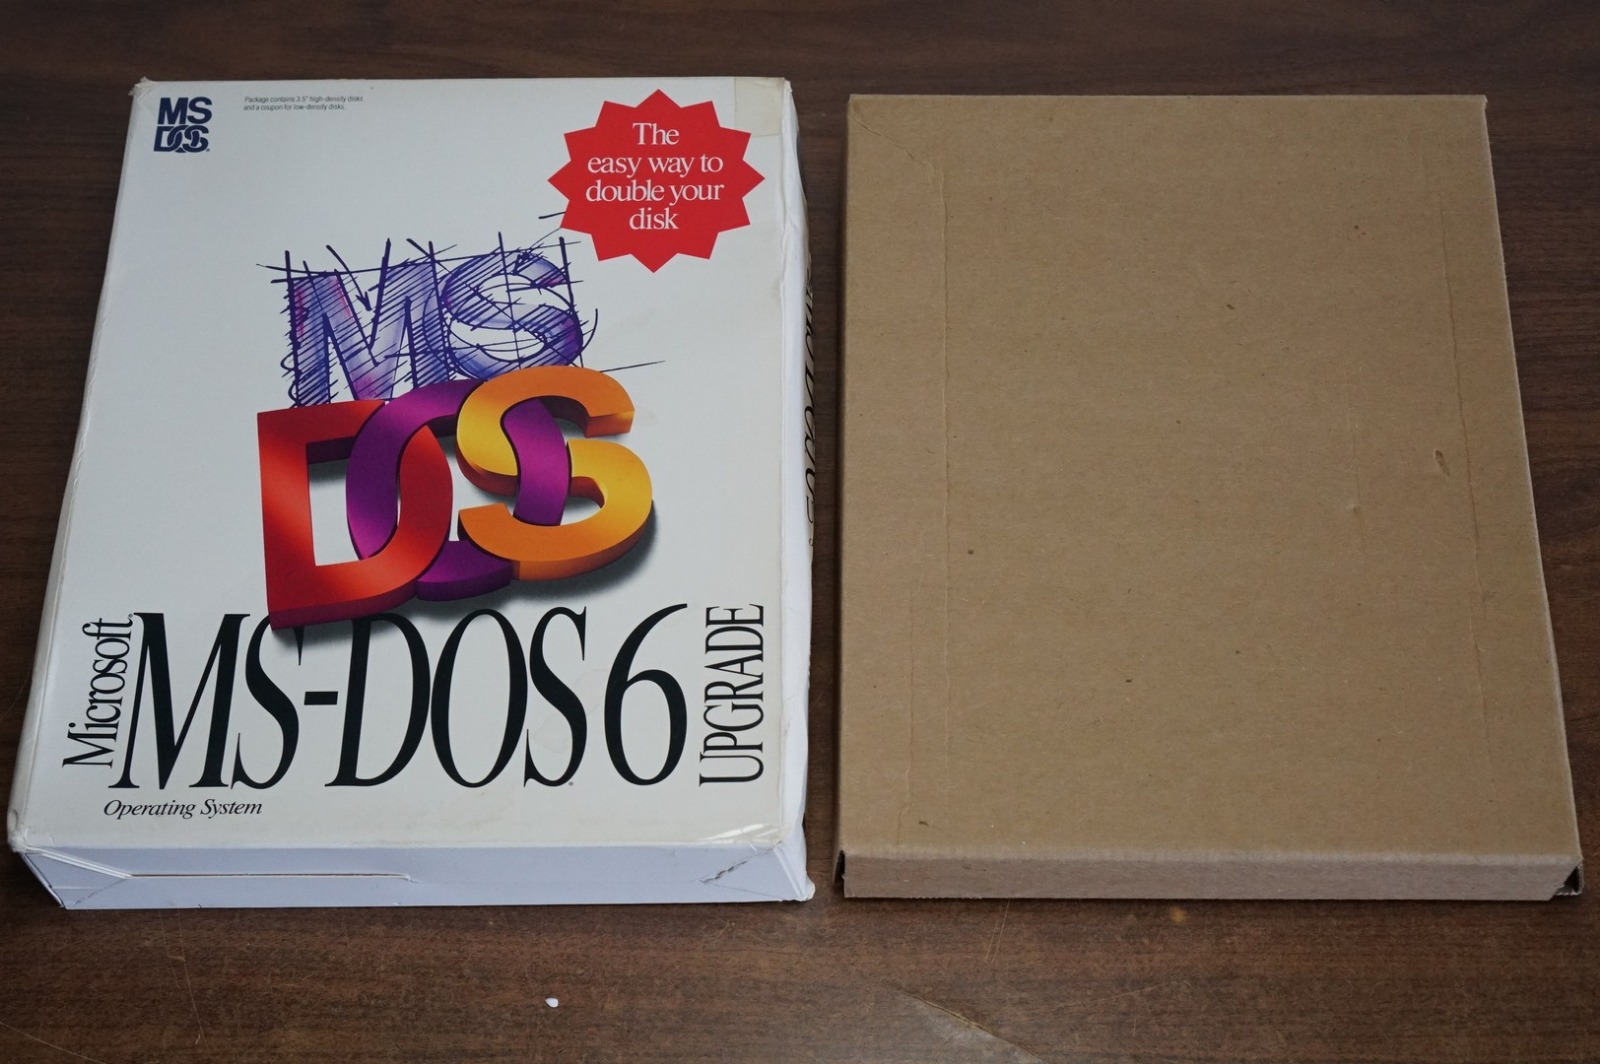 MS
DOS
Package contains 3.5" high-density disks
and a coupon for low-density disks.
The
easy way to
double your
disk
MS
DOS
Microsoft
MS-DOS 6
UPGRADE
Operating System